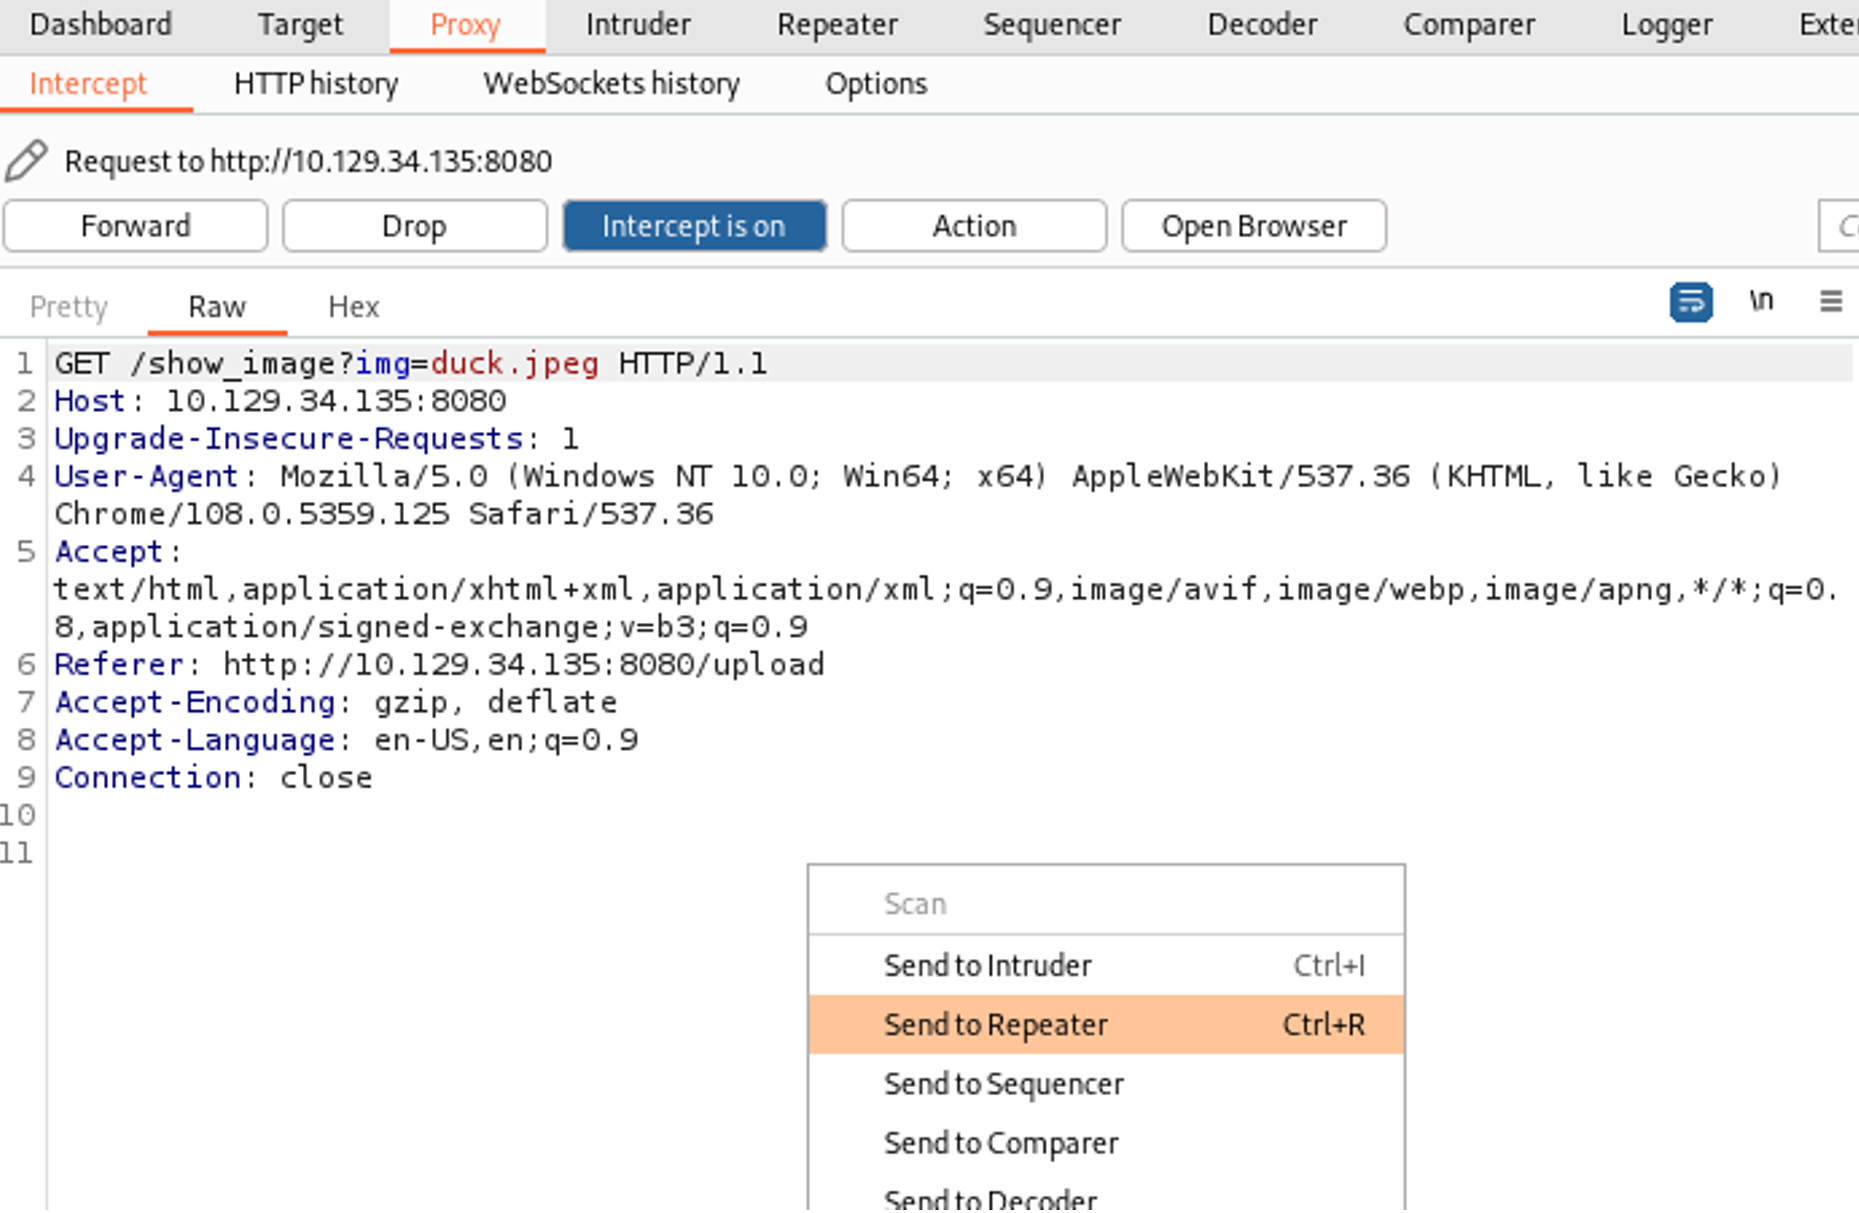 Dashboard Target Proxy Intruder Repeater Sequencer Decoder Comparer Logger Exte
Intercept HTTP history WebSockets history Options
Request to http://10.129.34.135:8080
Forward Drop Intercept is on Action Open Browser
Pretty Raw Hex \n
1 GET /show_image?img=duck.jpeg HTTP/1.1
2 Host: 10.129.34.135:8080
3 Upgrade-Insecure-Requests: 1
4 User-Agent: Mozilla/5.0 (Windows NT 10.0; Win64; x64) AppleWebKit/537.36 (KHTML, like Gecko)
Chrome/108.0.5359.125 Safari/537.36
5 Accept:
text/html,application/xhtml+xml,application/xml;q=0.9,image/avif,image/webp,image/apng,*/*;q=0.
8,application/signed-exchange;v=b3;q=0.9
6 Referer: http://10.129.34.135:8080/upload
7 Accept-Encoding: gzip, deflate
8 Accept-Language: en-US,en;q=0.9
9 Connection: close
10
11
Scan
Send to Intruder Ctrl+I
Send to Repeater Ctrl+R
Send to Sequencer
Send to Comparer
Send to Decoder